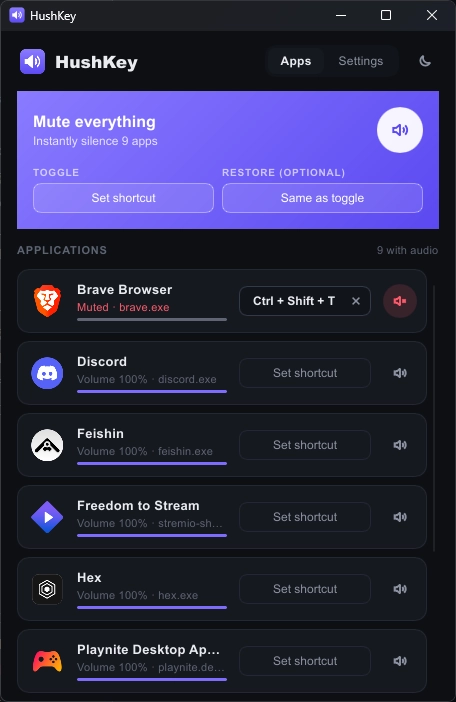 HushKey
HushKey
Apps
Settings
Mute everything
Instantly silence 9 apps
TOGGLE
RESTORE (OPTIONAL)
Set shortcut
Same as toggle
APPLICATIONS
9 with audio
Brave Browser
Muted · brave.exe
Ctrl + Shift + T
Discord
Volume 100% · discord.exe
Set shortcut
Feishin
Volume 100% · feishin.exe
Set shortcut
Freedom to Stream
Volume 100% · stremio-sh...
Set shortcut
Hex
Volume 100% · hex.exe
Set shortcut
Playnite Desktop Ap...
Volume 100% · playnite.de...
Set shortcut